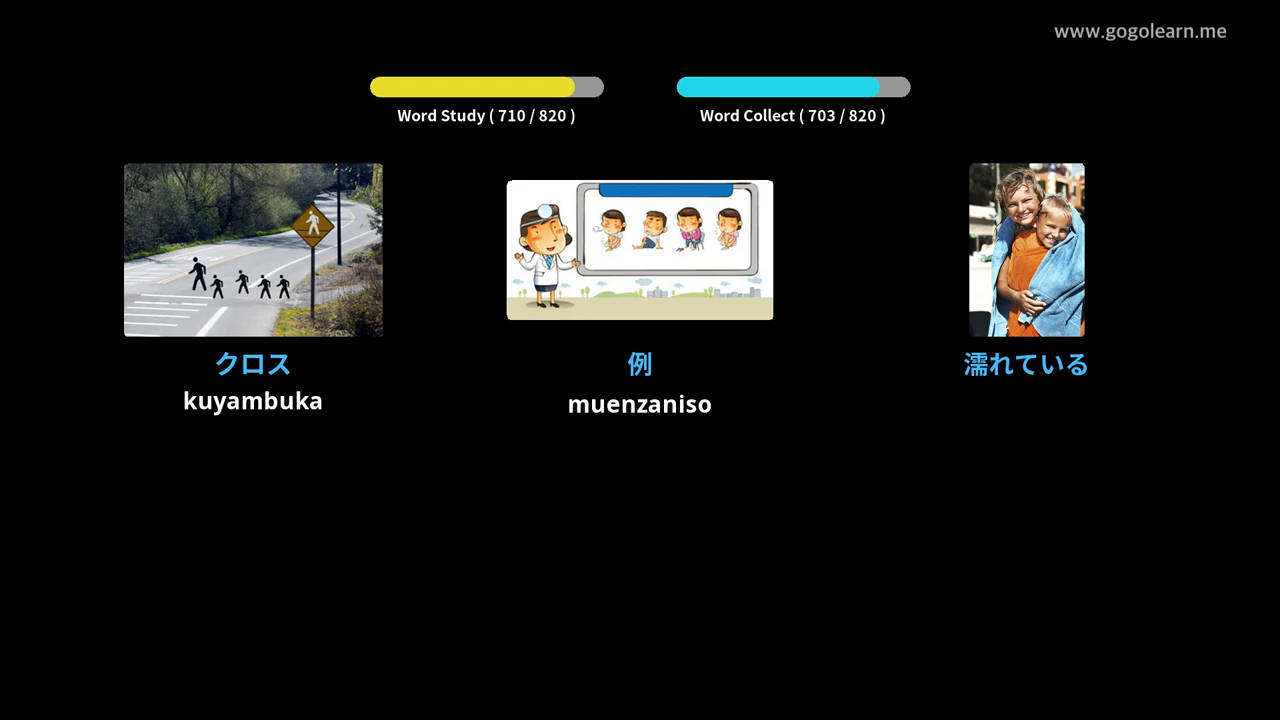 www.gogolearn.me
Word Study ( 710 / 820 )
Word Collect ( 703 / 820 )
クロス
kuyambuka
例
muenzaniso
濡れている